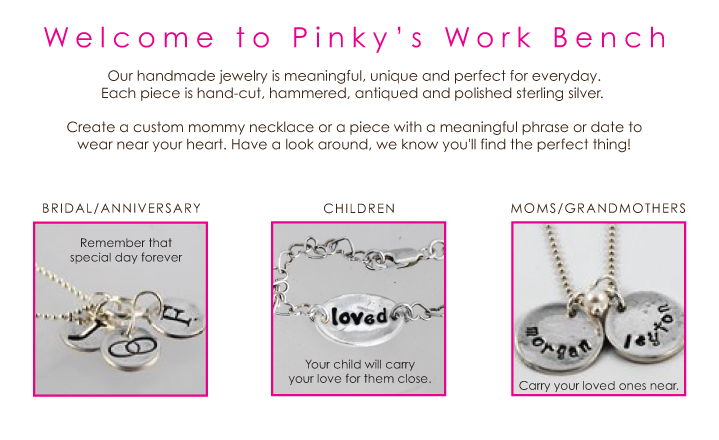 Welcome to Pinky's Work Bench
Our handmade jewelry is meaningful, unique and perfect for everyday.
Each piece is hand-cut, hammered, antiqued and polished sterling silver.
Create a custom mommy necklace or a piece with a meaningful phrase or date to
wear near your heart. Have a look around, we know you'll find the perfect thing!
BRIDAL/ANNIVERSARY
Remember that
special day forever
J
E
CHILDREN
loved
Your child will carry
your love for them close.
MOMS/GRANDMOTHERS
morgan
leyton
Carry your loved ones near.